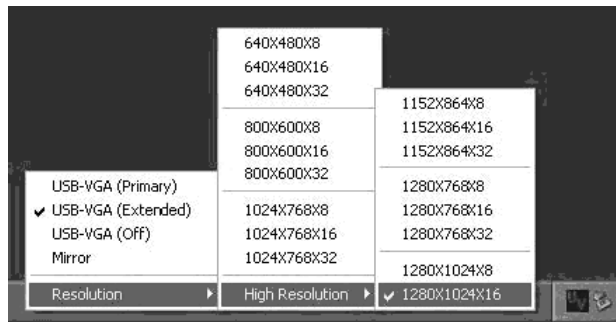 USB-VGA (Primary)
USB-VGA (Extended)
USB-VGA (Off)
Mirror
Resolution
640X480X8
640X480X16
640X480X32
800X600X8
800X600X16
800X600X32
1024X768X8
1024X768X16
1024X768X32
High Resolution
1152X864X8
1152X864X16
1152X864X32
1280X768X8
1280X768X16
1280X768X32
1280X1024X8
1280X1024X16